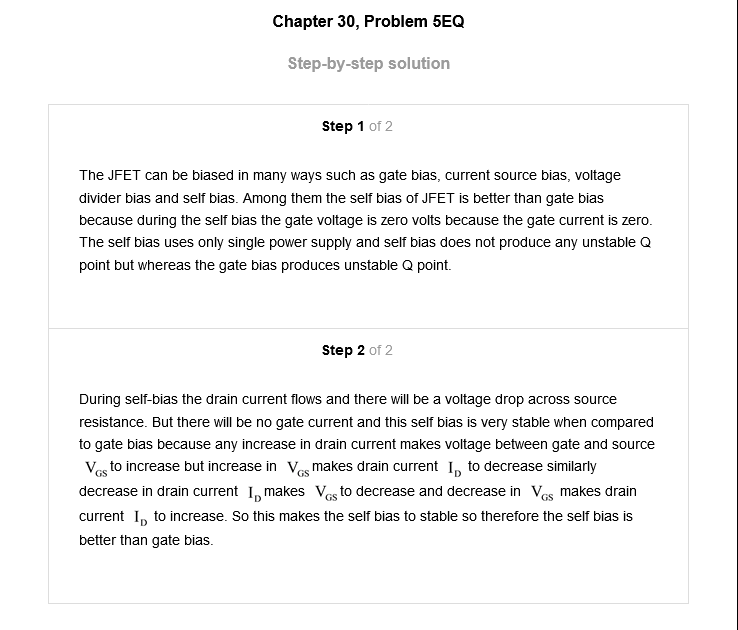 Chapter 30, Problem 5EQ
Step-by-step solution
Step 1 of 2
The JFET can be biased in many ways such as gate bias, current source bias, voltage
divider bias and self bias. Among them the self bias of JFET is better than gate bias
because during the self bias the gate voltage is zero volts because the gate current is zero.
The self bias uses only single power supply and self bias does not produce any unstable Q
point but whereas the gate bias produces unstable Q point.
Step 2 of 2
During self-bias the drain current flows and there will be a voltage drop across source
resistance. But there will be no gate current and this self bias is very stable when compared
to gate bias because any increase in drain current makes voltage between gate and source
V_GS to increase but increase in V_GS makes drain current I_D to decrease similarly
decrease in drain current I_D makes V_GS to decrease and decrease in V_GS makes drain
current I_D to increase. So this makes the self bias to stable so therefore the self bias is
better than gate bias.